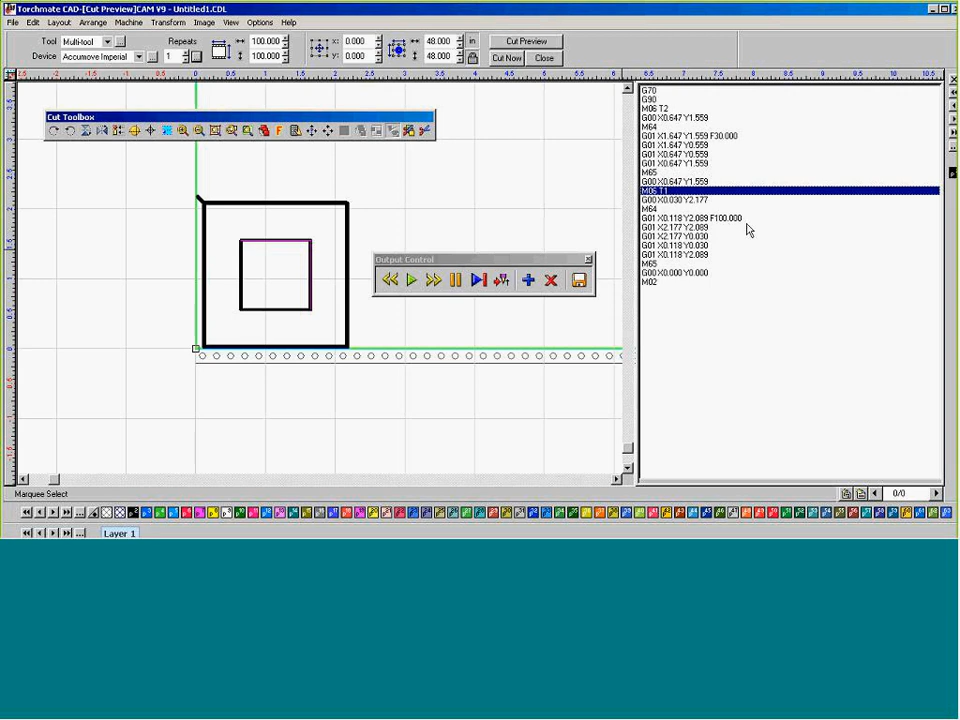 Torchmate CAD-[Cut Preview]CAM V9 - Untitled1.CDL
File Edit Layout Arrange Machine Transform Image View Options Help
Tool Multi-tool ... Repeats 100.000 x: 0.000 48.000 in Cut Preview
Device Accumove Imperial ... 1 100.000 y: 0.000 48.000 Cut Now Close
Cut Toolbox
Output Control
G70
G90
M06 T2
G00 X0.647 Y1.559
M64
G01 X1.647 Y1.559 F30.000
G01 X1.647 Y0.559
G01 X0.647 Y0.559
G01 X0.647 Y1.559
M65
G00 X0.647 Y1.559
M06 T1
G00 X0.030 Y2.177
M64
G01 X0.118 Y2.089 F100.000
G01 X2.177 Y2.089
G01 X2.177 Y0.030
G01 X0.118 Y0.030
G01 X0.118 Y2.089
M65
G00 X0.000 Y0.000
M02
Marquee Select
0/0
Layer 1